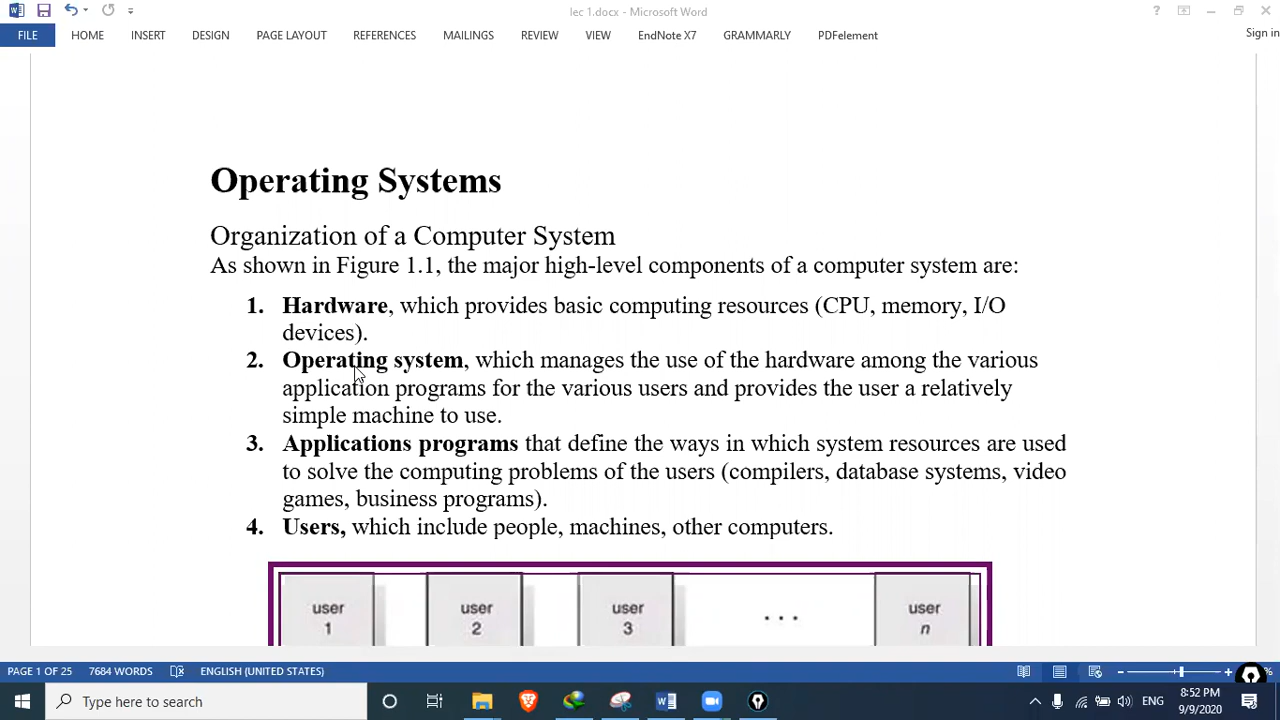 lec 1.docx - Microsoft Word
?
FILE HOME INSERT DESIGN PAGE LAYOUT REFERENCES MAILINGS REVIEW VIEW EndNote X7 GRAMMARLY PDFelement Sign in
Operating Systems
Organization of a Computer System
As shown in Figure 1.1, the major high-level components of a computer system are:
1. Hardware, which provides basic computing resources (CPU, memory, I/O
devices).
2. Operating system, which manages the use of the hardware among the various
application programs for the various users and provides the user a relatively
simple machine to use.
3. Applications programs that define the ways in which system resources are used
to solve the computing problems of the users (compilers, database systems, video
games, business programs).
4. Users, which include people, machines, other computers.
user user user ... user
1 2 3 n
PAGE 1 OF 25 7684 WORDS ENGLISH (UNITED STATES) %
Type here to search
ENG
8:52 PM
9/9/2020